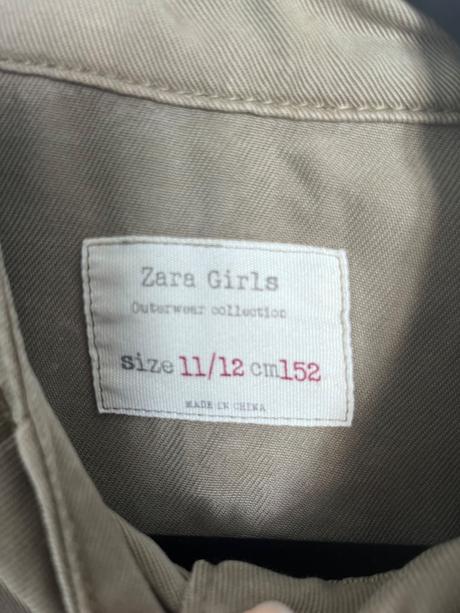 Zara Girls
Outerwear collection
size 11/12 cm152
MADE IN CHINA